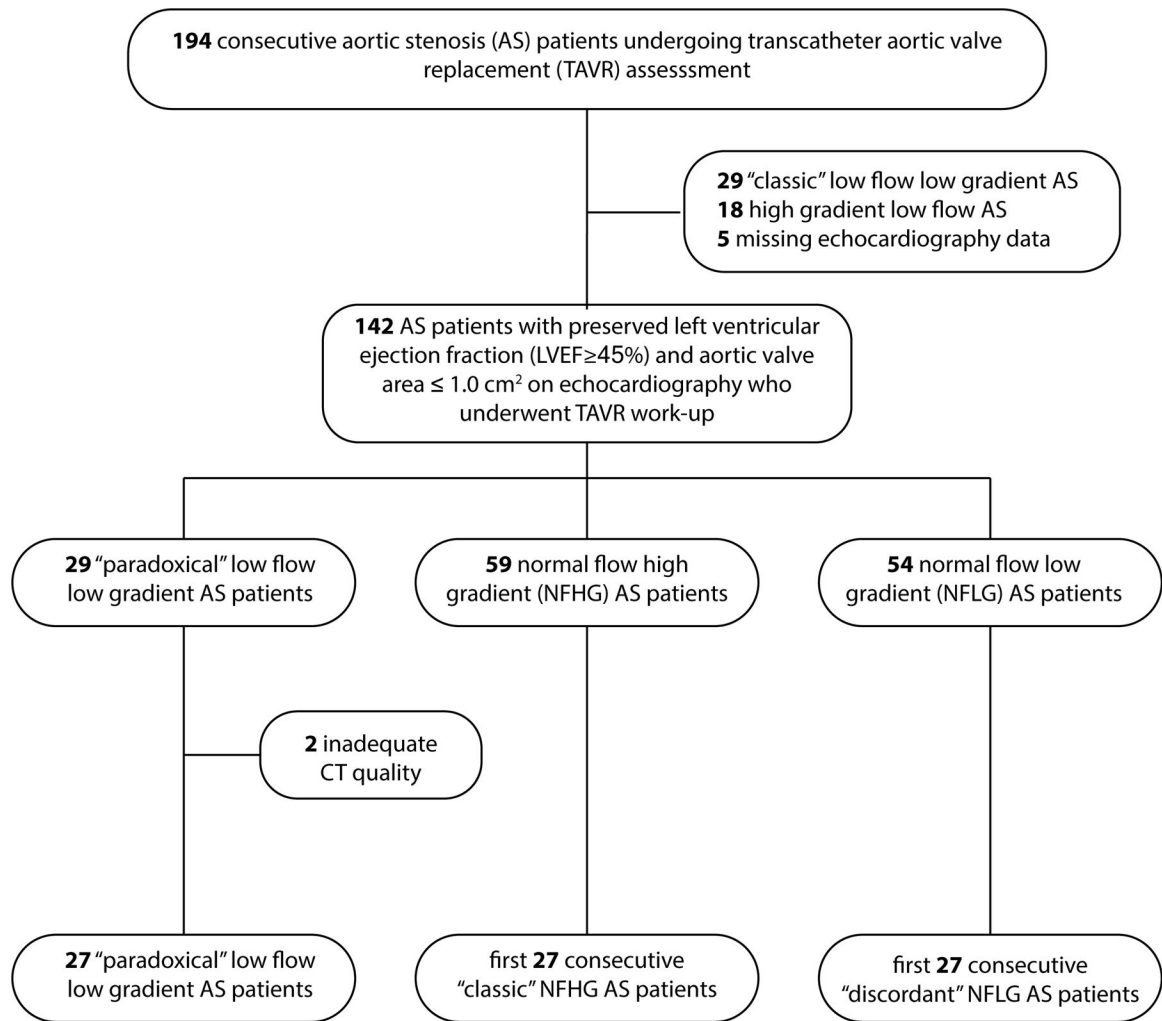 194 consecutive aortic stenosis (AS) patients undergoing transcatheter aortic valve
replacement (TAVR) assesssment
29 “classic” low flow low gradient AS
18 high gradient low flow AS
5 missing echocardiography data
142 AS patients with preserved left ventricular
ejection fraction (LVEF≥45%) and aortic valve
area ≤ 1.0 cm² on echocardiography who
underwent TAVR work-up
29 “paradoxical” low flow
low gradient AS patients
59 normal flow high
gradient (NFHG) AS patients
54 normal flow low
gradient (NFLG) AS patients
2 inadequate
CT quality
27 “paradoxical” low flow
low gradient AS patients
first 27 consecutive
“classic” NFHG AS patients
first 27 consecutive
“discordant” NFLG AS patients